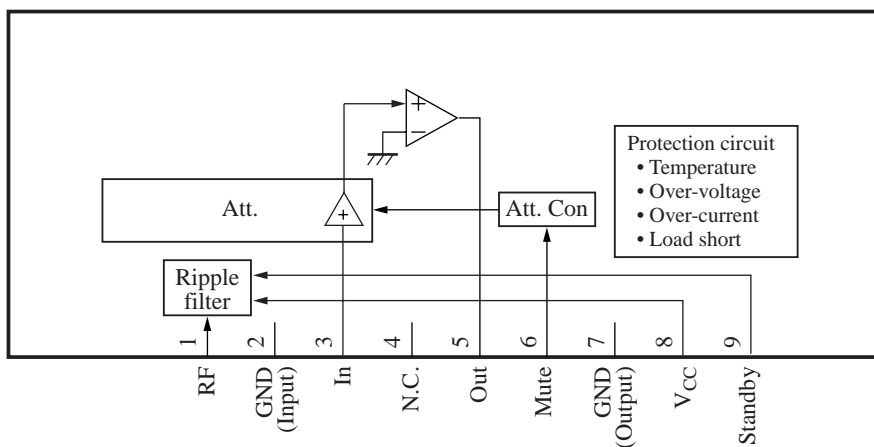 +
−
Protection circuit
• Temperature
• Over-voltage
• Over-current
• Load short
Att.
+
Att. Con
Ripple
filter
1
2
3
4
5
6
7
8
9
RF
GND
(Input)
In
N.C.
Out
Mute
GND
(Output)
VCC
Standby